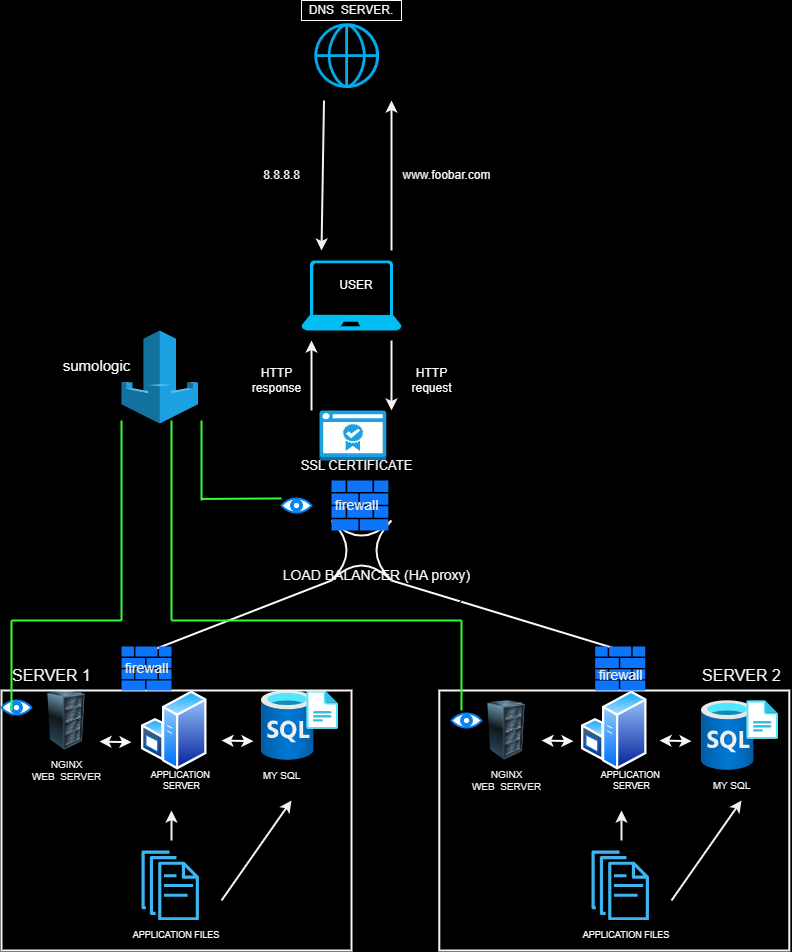 DNS SERVER.
8.8.8.8
www.foobar.com
USER
sumologic
HTTP
response
HTTP
request
SSL CERTIFICATE
firewall
LOAD BALANCER (HA proxy)
firewall
firewall
SERVER 1
SERVER 2
SQL
SQL
NGINX
WEB SERVER
APPLICATION
SERVER
MY SQL
NGINX
WEB SERVER
APPLICATION
SERVER
MY SQL
APPLICATION FILES
APPLICATION FILES